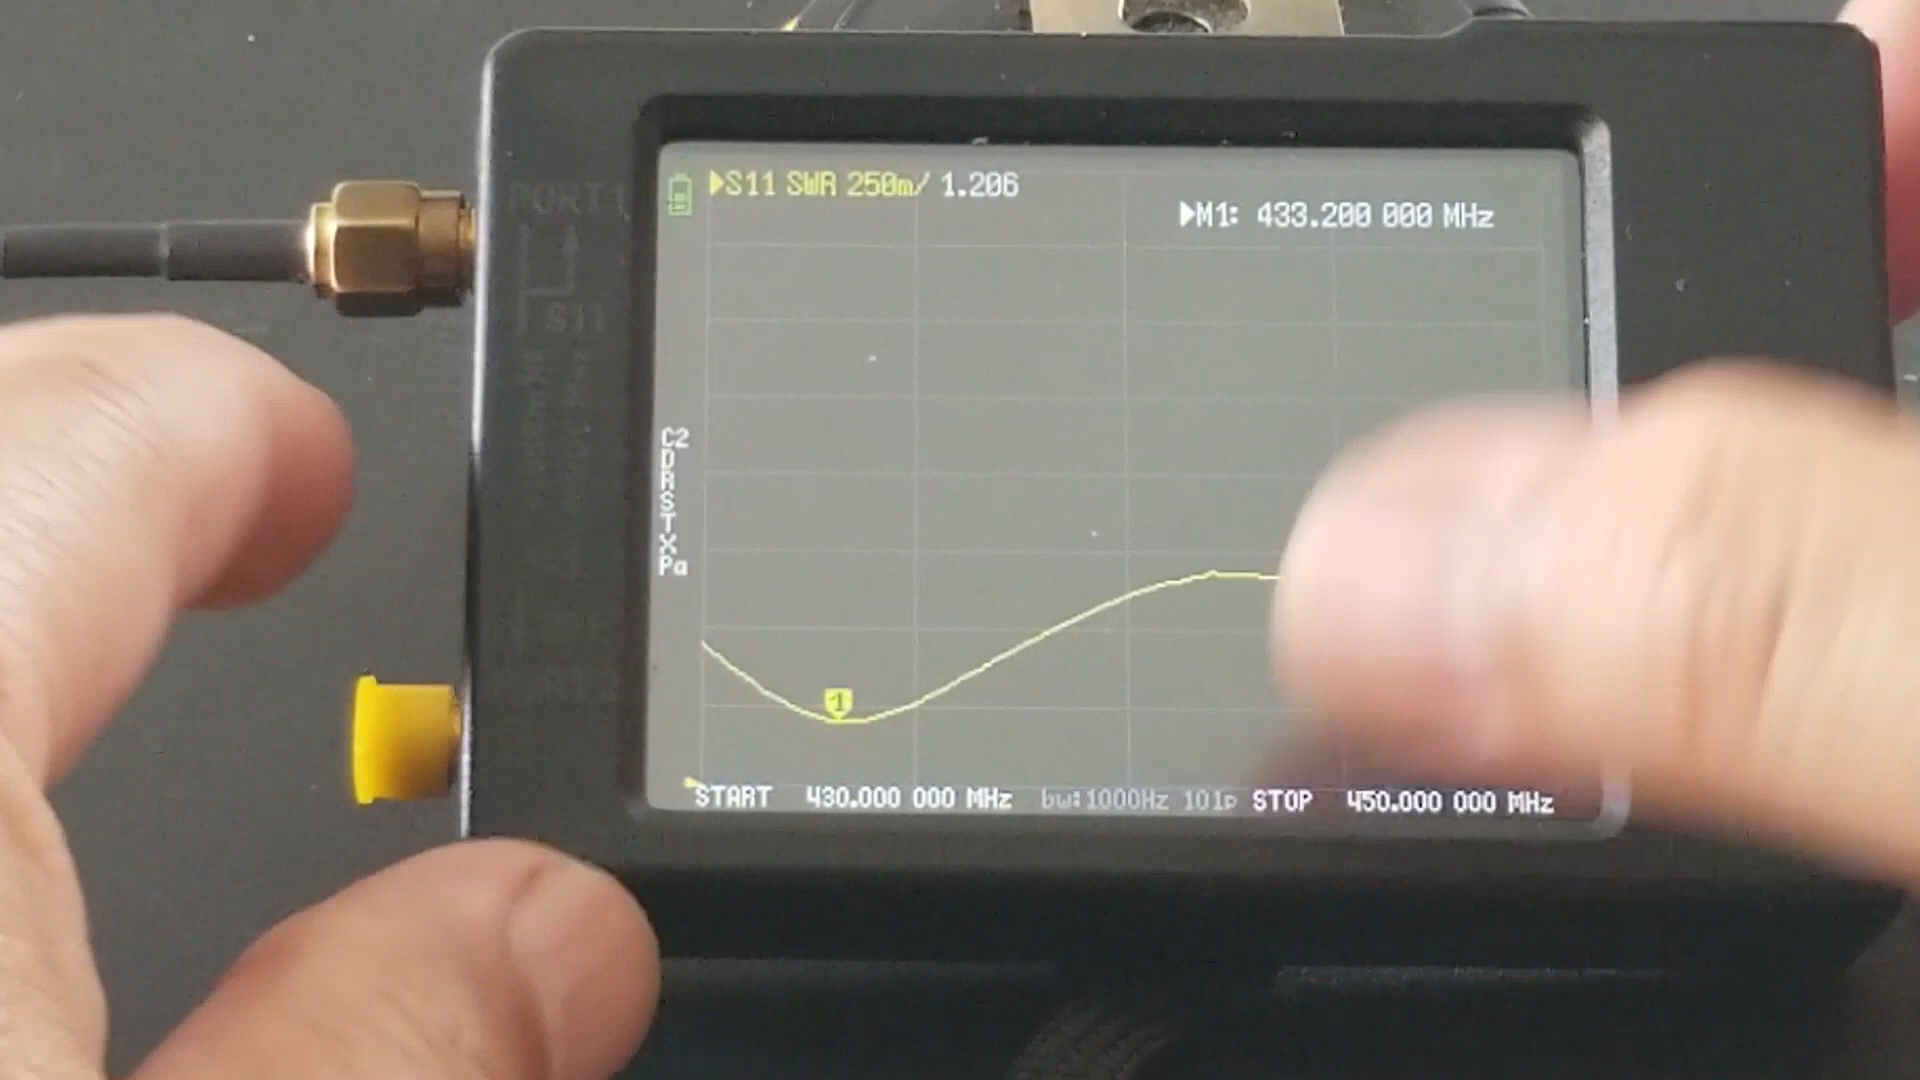 S11 SWR 250m/ 1.206
M1: 433.200 000 MHz
PORT1
S11
C2
D
R
S
T
X
Pa
1
START 430.000 000 MHz bw:1000Hz 101p STOP 450.000 000 MHz